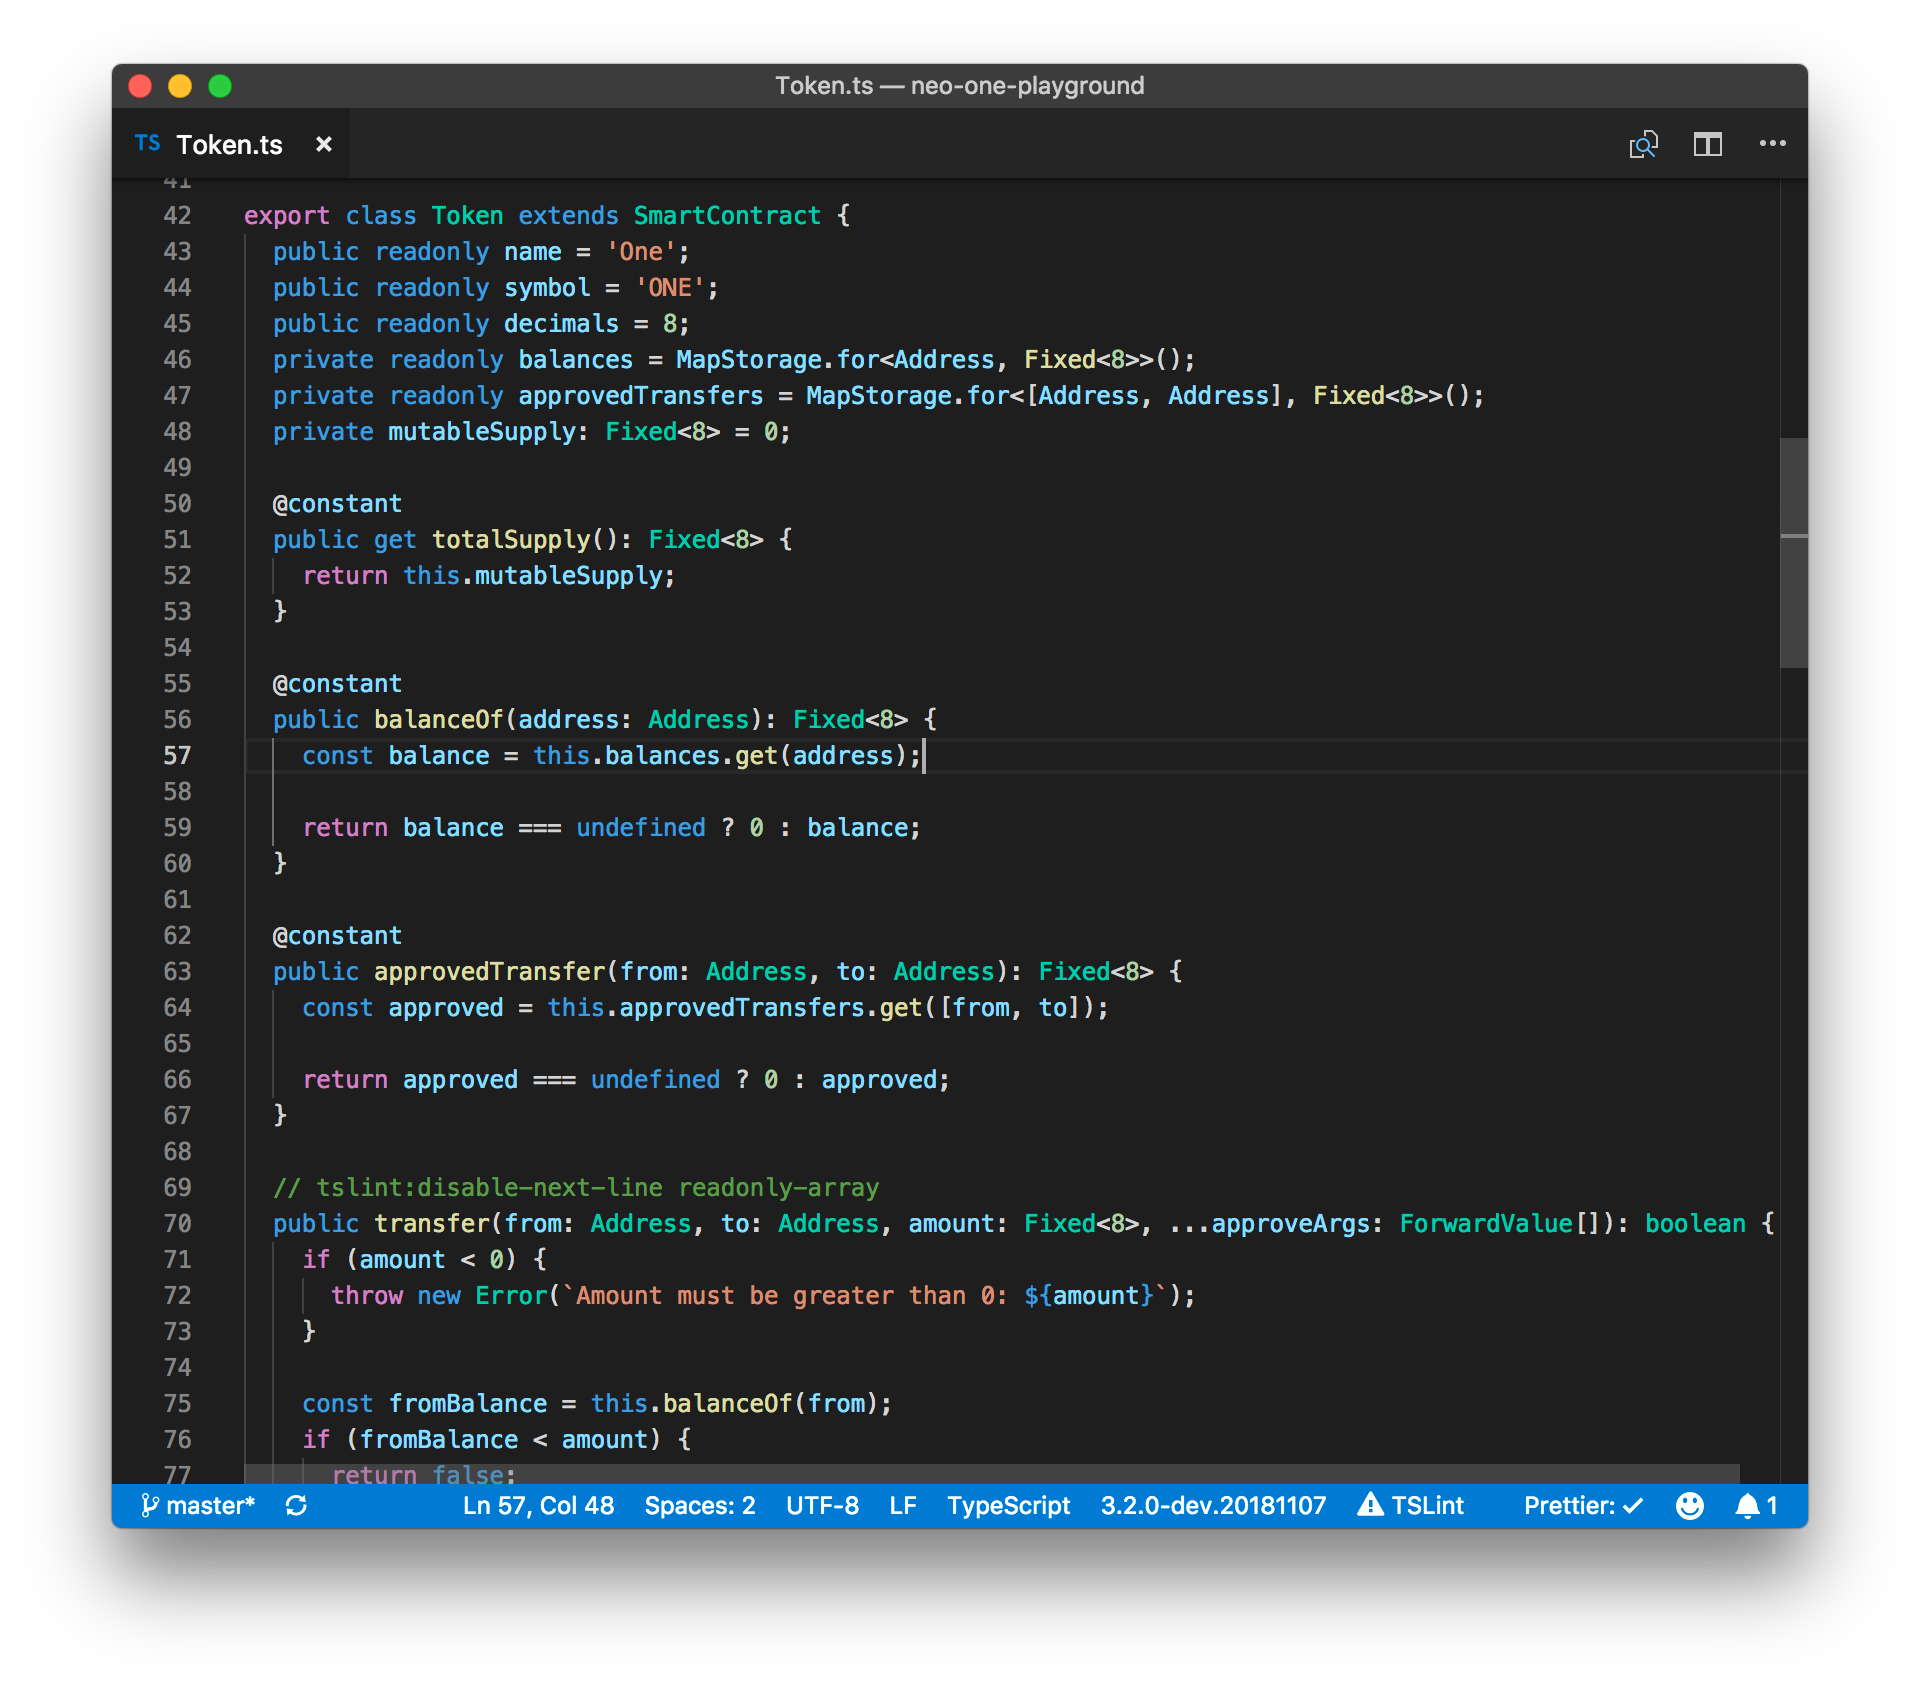 Token.ts — neo-one-playground
TS Token.ts ×
41
42 export class Token extends SmartContract {
43   public readonly name = 'One';
44   public readonly symbol = 'ONE';
45   public readonly decimals = 8;
46   private readonly balances = MapStorage.for<Address, Fixed<8>>();
47   private readonly approvedTransfers = MapStorage.for<[Address, Address], Fixed<8>>();
48   private mutableSupply: Fixed<8> = 0;
49
50   @constant
51   public get totalSupply(): Fixed<8> {
52     return this.mutableSupply;
53   }
54
55   @constant
56   public balanceOf(address: Address): Fixed<8> {
57     const balance = this.balances.get(address);
58
59     return balance === undefined ? 0 : balance;
60   }
61
62   @constant
63   public approvedTransfer(from: Address, to: Address): Fixed<8> {
64     const approved = this.approvedTransfers.get([from, to]);
65
66     return approved === undefined ? 0 : approved;
67   }
68
69   // tslint:disable-next-line readonly-array
70   public transfer(from: Address, to: Address, amount: Fixed<8>, ...approveArgs: ForwardValue[]): boolean {
71     if (amount < 0) {
72       throw new Error(`Amount must be greater than 0: ${amount}`);
73     }
74
75     const fromBalance = this.balanceOf(from);
76     if (fromBalance < amount) {
77       return false;
master* Ln 57, Col 48 Spaces: 2 UTF-8 LF TypeScript 3.2.0-dev.20181107 TSLint Prettier: ✓ 1